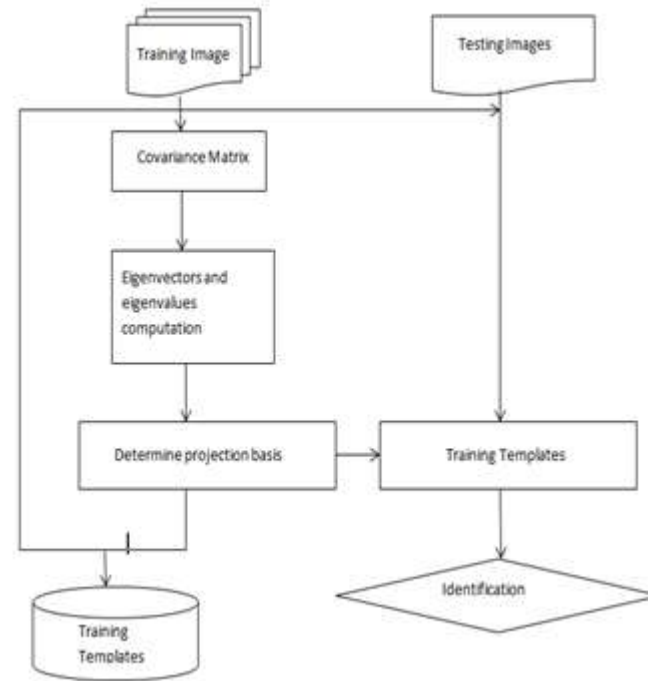 Training Image
Testing Images
Covariance Matrix
Eigenvectors and
eigenvalues
computation
Determine projection basis
Training Templates
Identification
Training
Templates